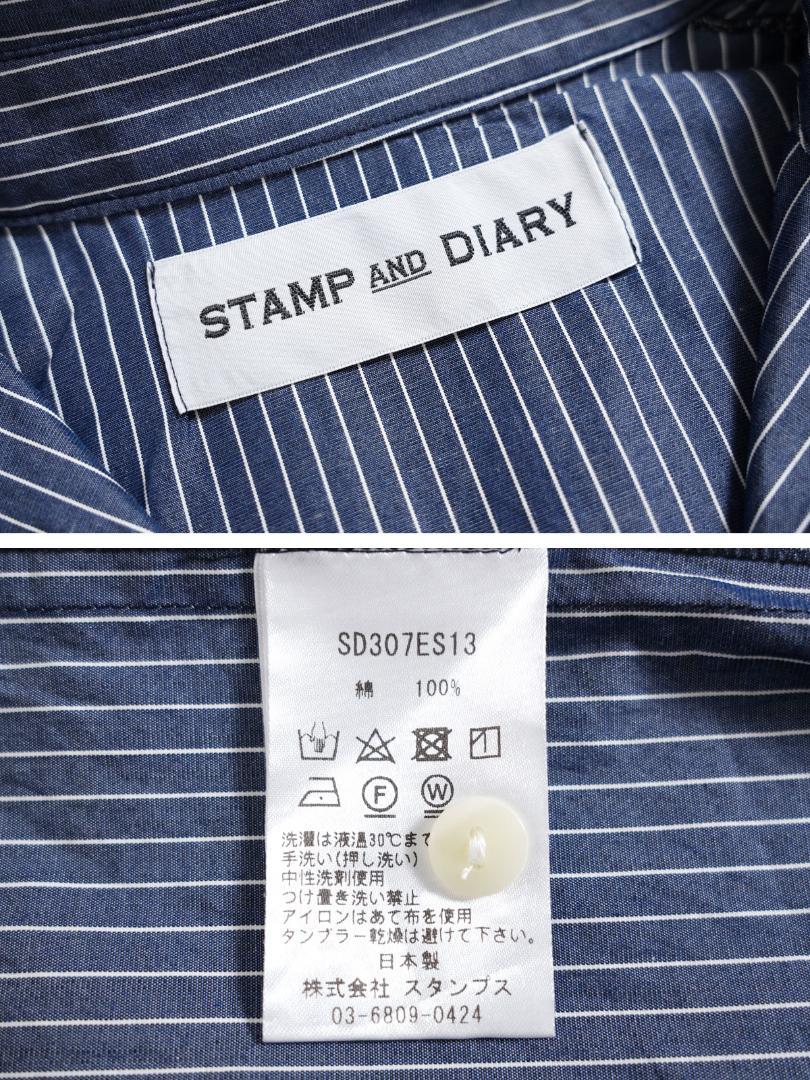 STAMP AND DIARY
SD307ES13
綿 100%
F W
洗濯は液温30℃まで
手洗い(押し洗い)
中性洗剤使用
つけ置き洗い禁止
アイロンはあて布を使用
タンブラー乾燥は避けて下さい。
日本製
株式会社 スタンプス
03-6809-0424